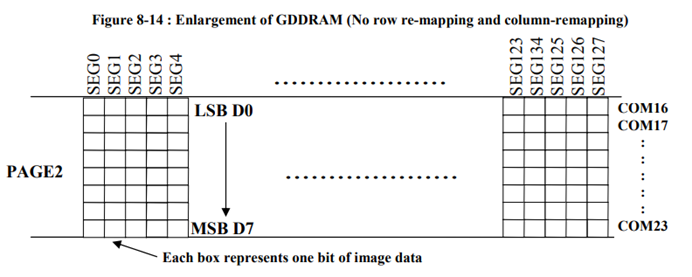 Figure 8-14 : Enlargement of GDDRAM (No row re-mapping and column-remapping)
SEG0
SEG1
SEG2
SEG3
SEG4
SEG123
SEG134
SEG125
SEG126
SEG127
LSB D0
COM16
COM17
PAGE2
MSB D7
COM23
Each box represents one bit of image data